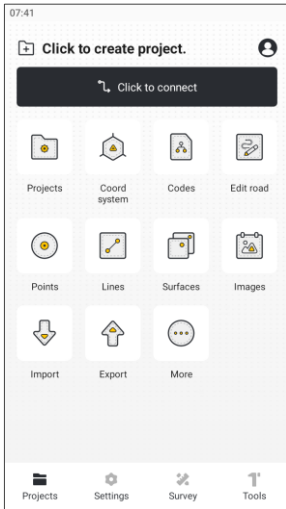 07:41
Click to create project.
Click to connect
Projects
Coord
system
Codes
Edit road
Points
Lines
Surfaces
Images
Import
Export
More
Projects
Settings
Survey
Tools